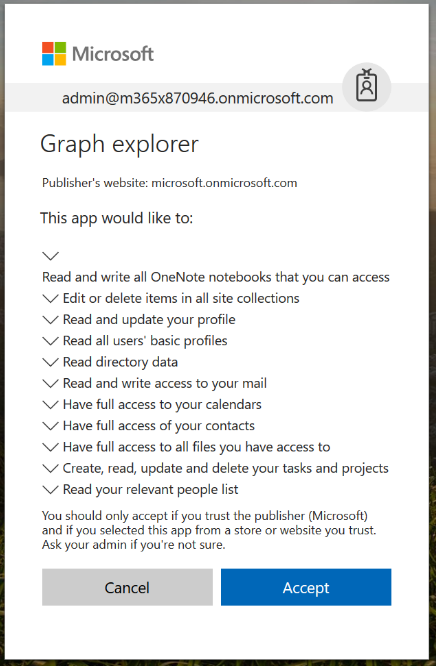 Microsoft
admin@m365x870946.onmicrosoft.com
Graph explorer
Publisher's website: microsoft.onmicrosoft.com
This app would like to:
Read and write all OneNote notebooks that you can access
Edit or delete items in all site collections
Read and update your profile
Read all users' basic profiles
Read directory data
Read and write access to your mail
Have full access to your calendars
Have full access of your contacts
Have full access to all files you have access to
Create, read, update and delete your tasks and projects
Read your relevant people list
You should only accept if you trust the publisher (Microsoft)
and if you selected this app from a store or website you trust.
Ask your admin if you're not sure.
Cancel Accept